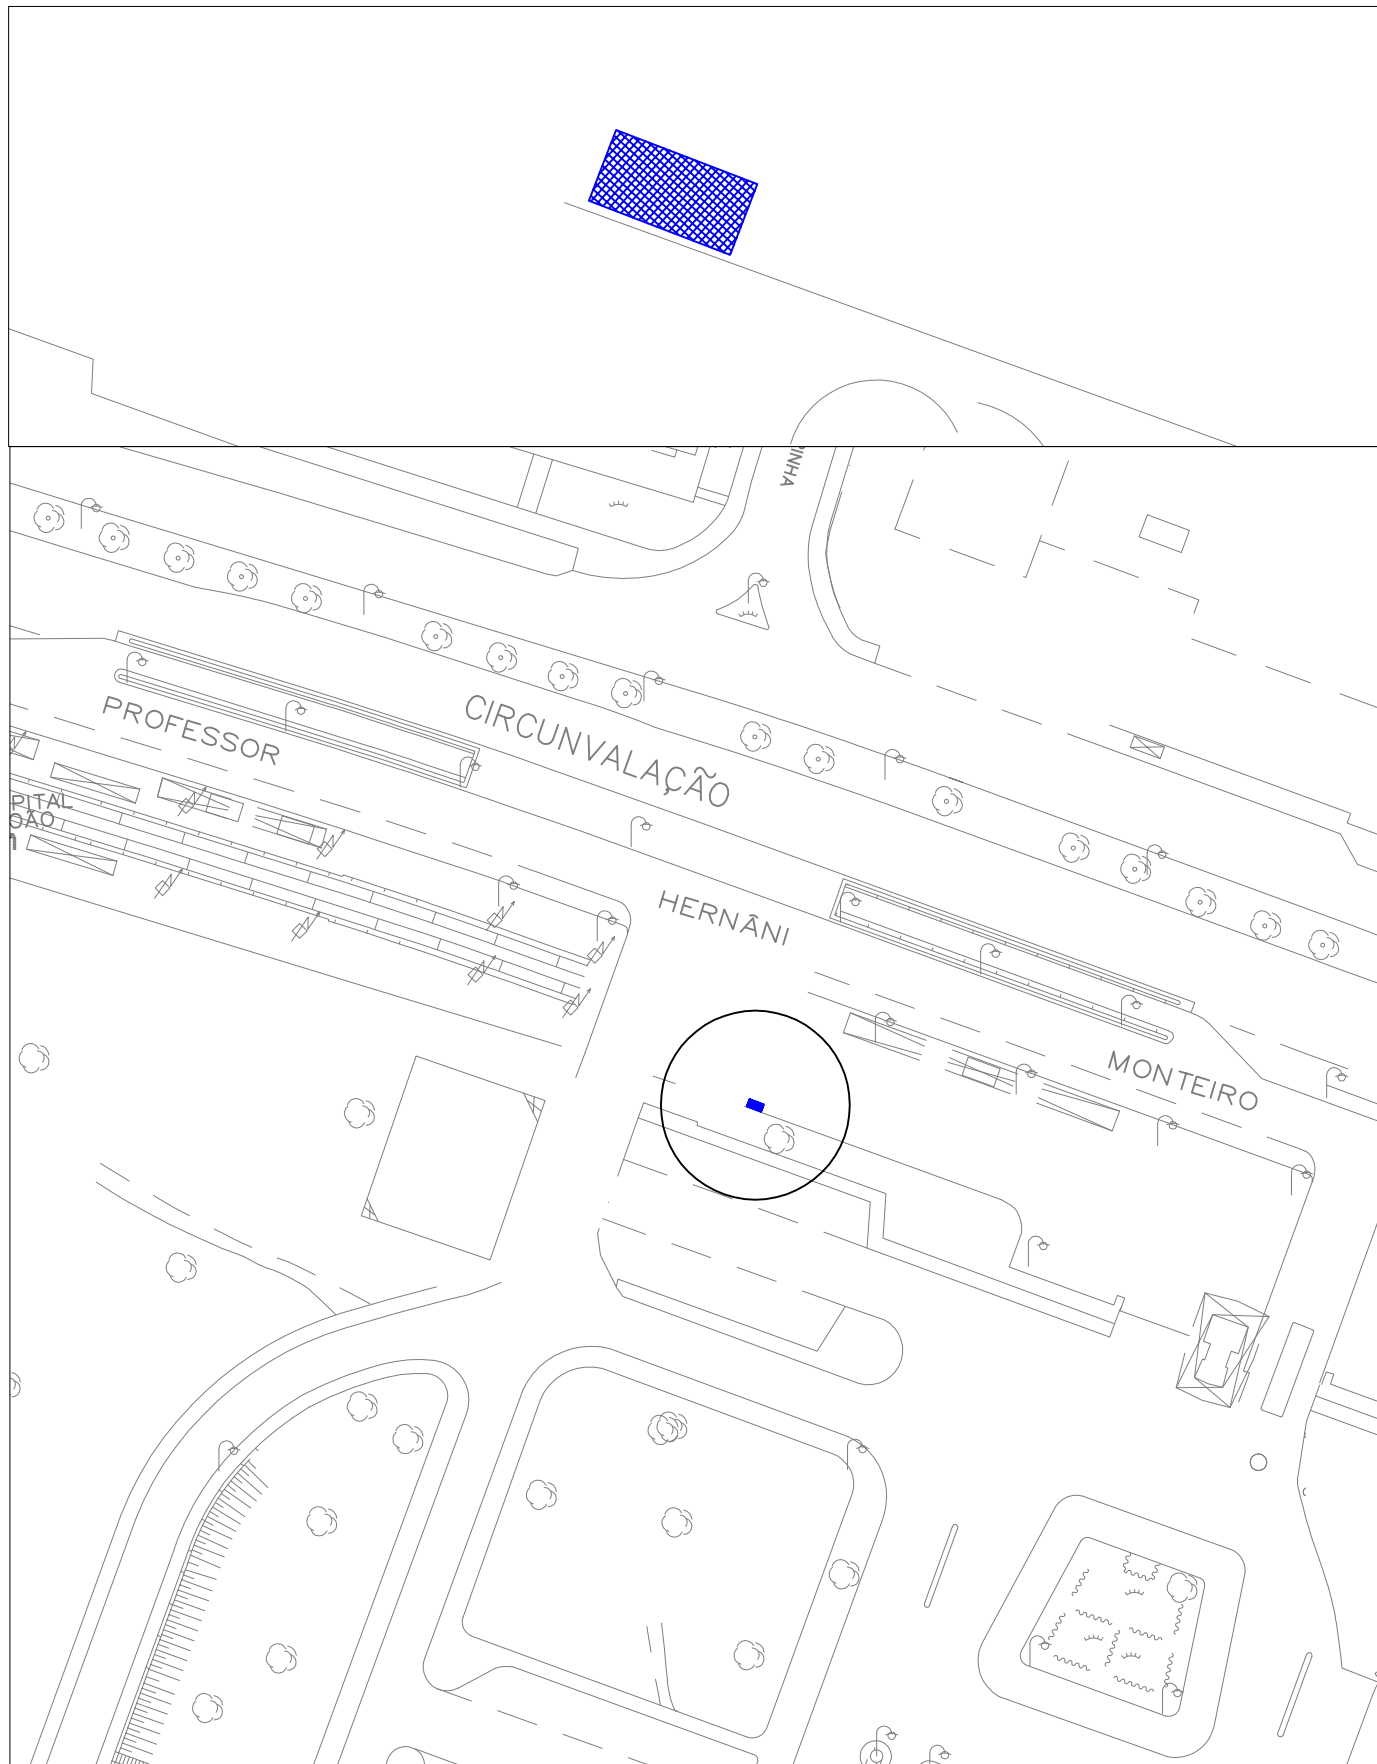 INHA
PROFESSOR
CIRCUNVALAÇÃO
PITAL
OÃO
HERNÂNI
MONTEIRO